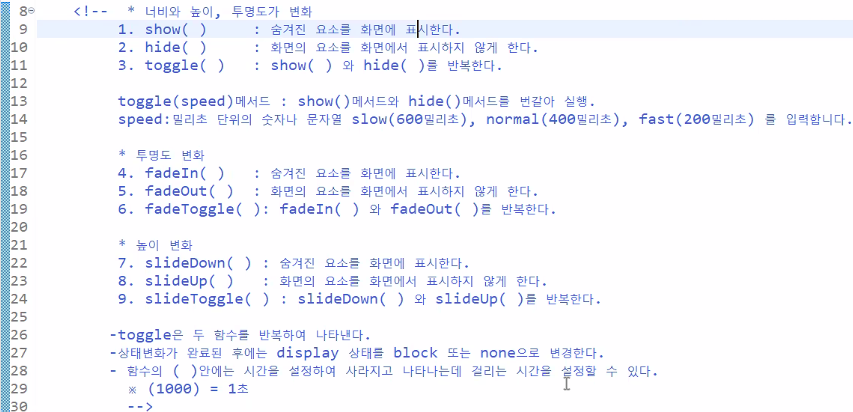 8 <!-- * 너비와 높이, 투명도가 변화
9 1. show( ) : 숨겨진 요소를 화면에 표시한다.
10 2. hide( ) : 화면의 요소를 화면에서 표시하지 않게 한다.
11 3. toggle( ) : show( ) 와 hide( )를 반복한다.
12
13 toggle(speed)메서드 : show()메서드와 hide()메서드를 번갈아 실행.
14 speed:밀리초 단위의 숫자나 문자열 slow(600밀리초), normal(400밀리초), fast(200밀리초) 를 입력합니다.
15
16 * 투명도 변화
17 4. fadeIn( ) : 숨겨진 요소를 화면에 표시한다.
18 5. fadeOut( ) : 화면의 요소를 화면에서 표시하지 않게 한다.
19 6. fadeToggle( ): fadeIn( ) 와 fadeOut( )를 반복한다.
20
21 * 높이 변화
22 7. slideDown( ) : 숨겨진 요소를 화면에 표시한다.
23 8. slideUp( ) : 화면의 요소를 화면에서 표시하지 않게 한다.
24 9. slideToggle( ) : slideDown( ) 와 slideUp( )를 반복한다.
25
26 -toggle은 두 함수를 반복하여 나타낸다.
27 -상태변화가 완료된 후에는 display 상태를 block 또는 none으로 변경한다.
28 - 함수의 ( )안에는 시간을 설정하여 사라지고 나타나는데 걸리는 시간을 설정할 수 있다.
29 ※ (1000) = 1초
30 -->